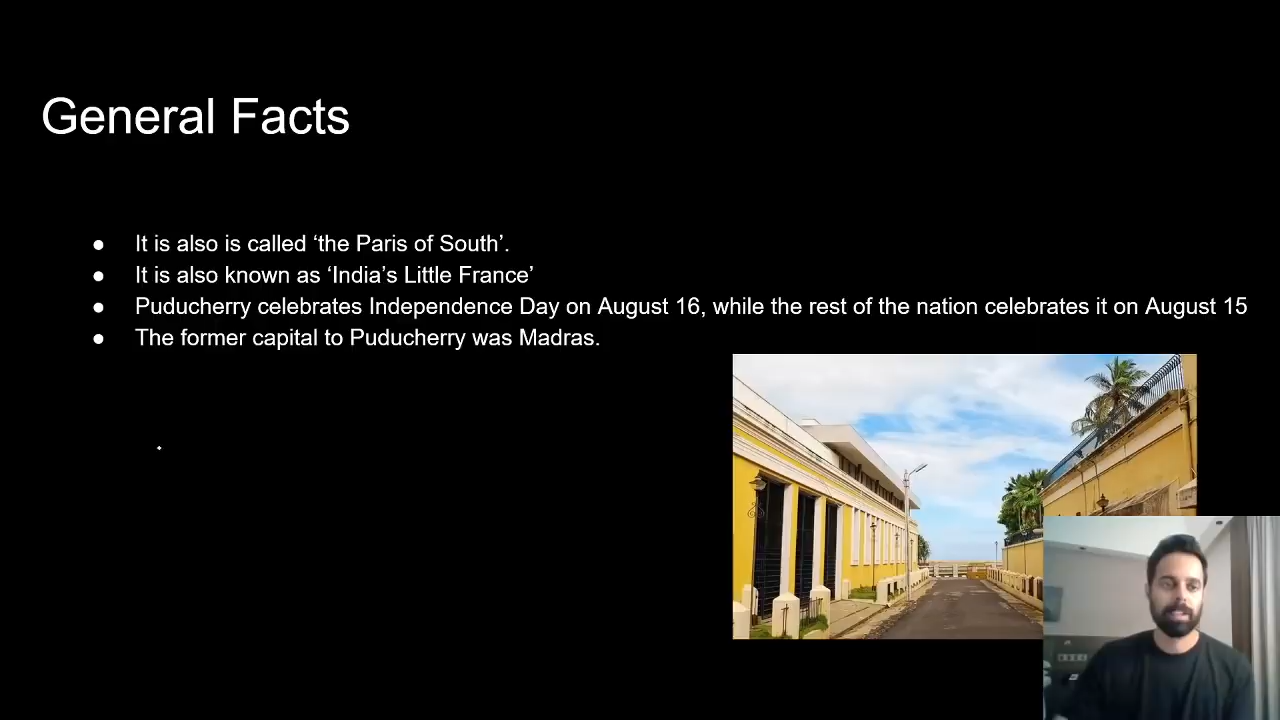 General Facts
● It is also is called ‘the Paris of South’.
● It is also known as ‘India’s Little France’
● Puducherry celebrates Independence Day on August 16, while the rest of the nation celebrates it on August 15
● The former capital to Puducherry was Madras.